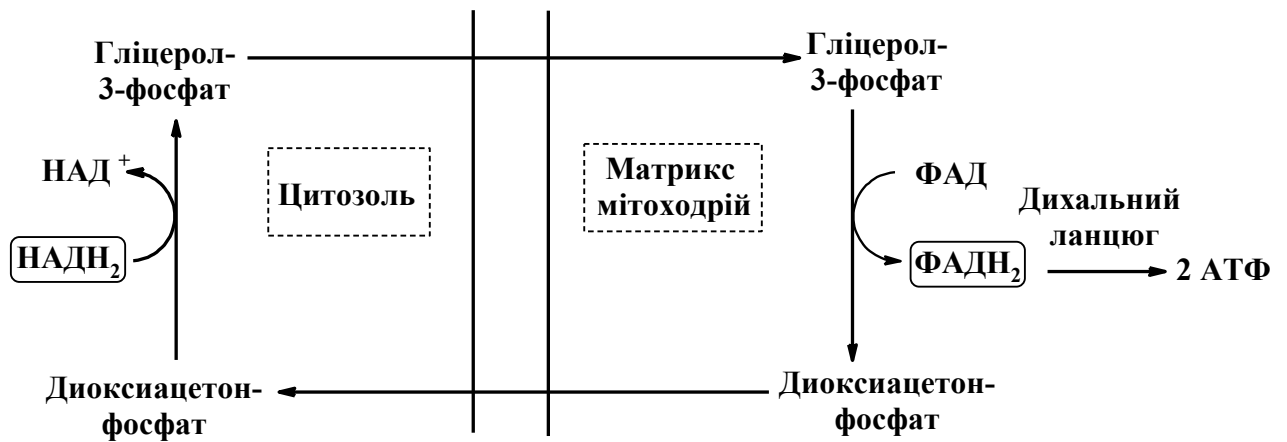 Гліцерол-
3-фосфат
Гліцерол-
3-фосфат
НАД +
НАДН2
Цитозоль
Матрикс
мітоходрій
ФАД
ФАДН2
Дихальний
ланцюг
2 АТФ
Диоксиацетон-
фосфат
Диоксиацетон-
фосфат